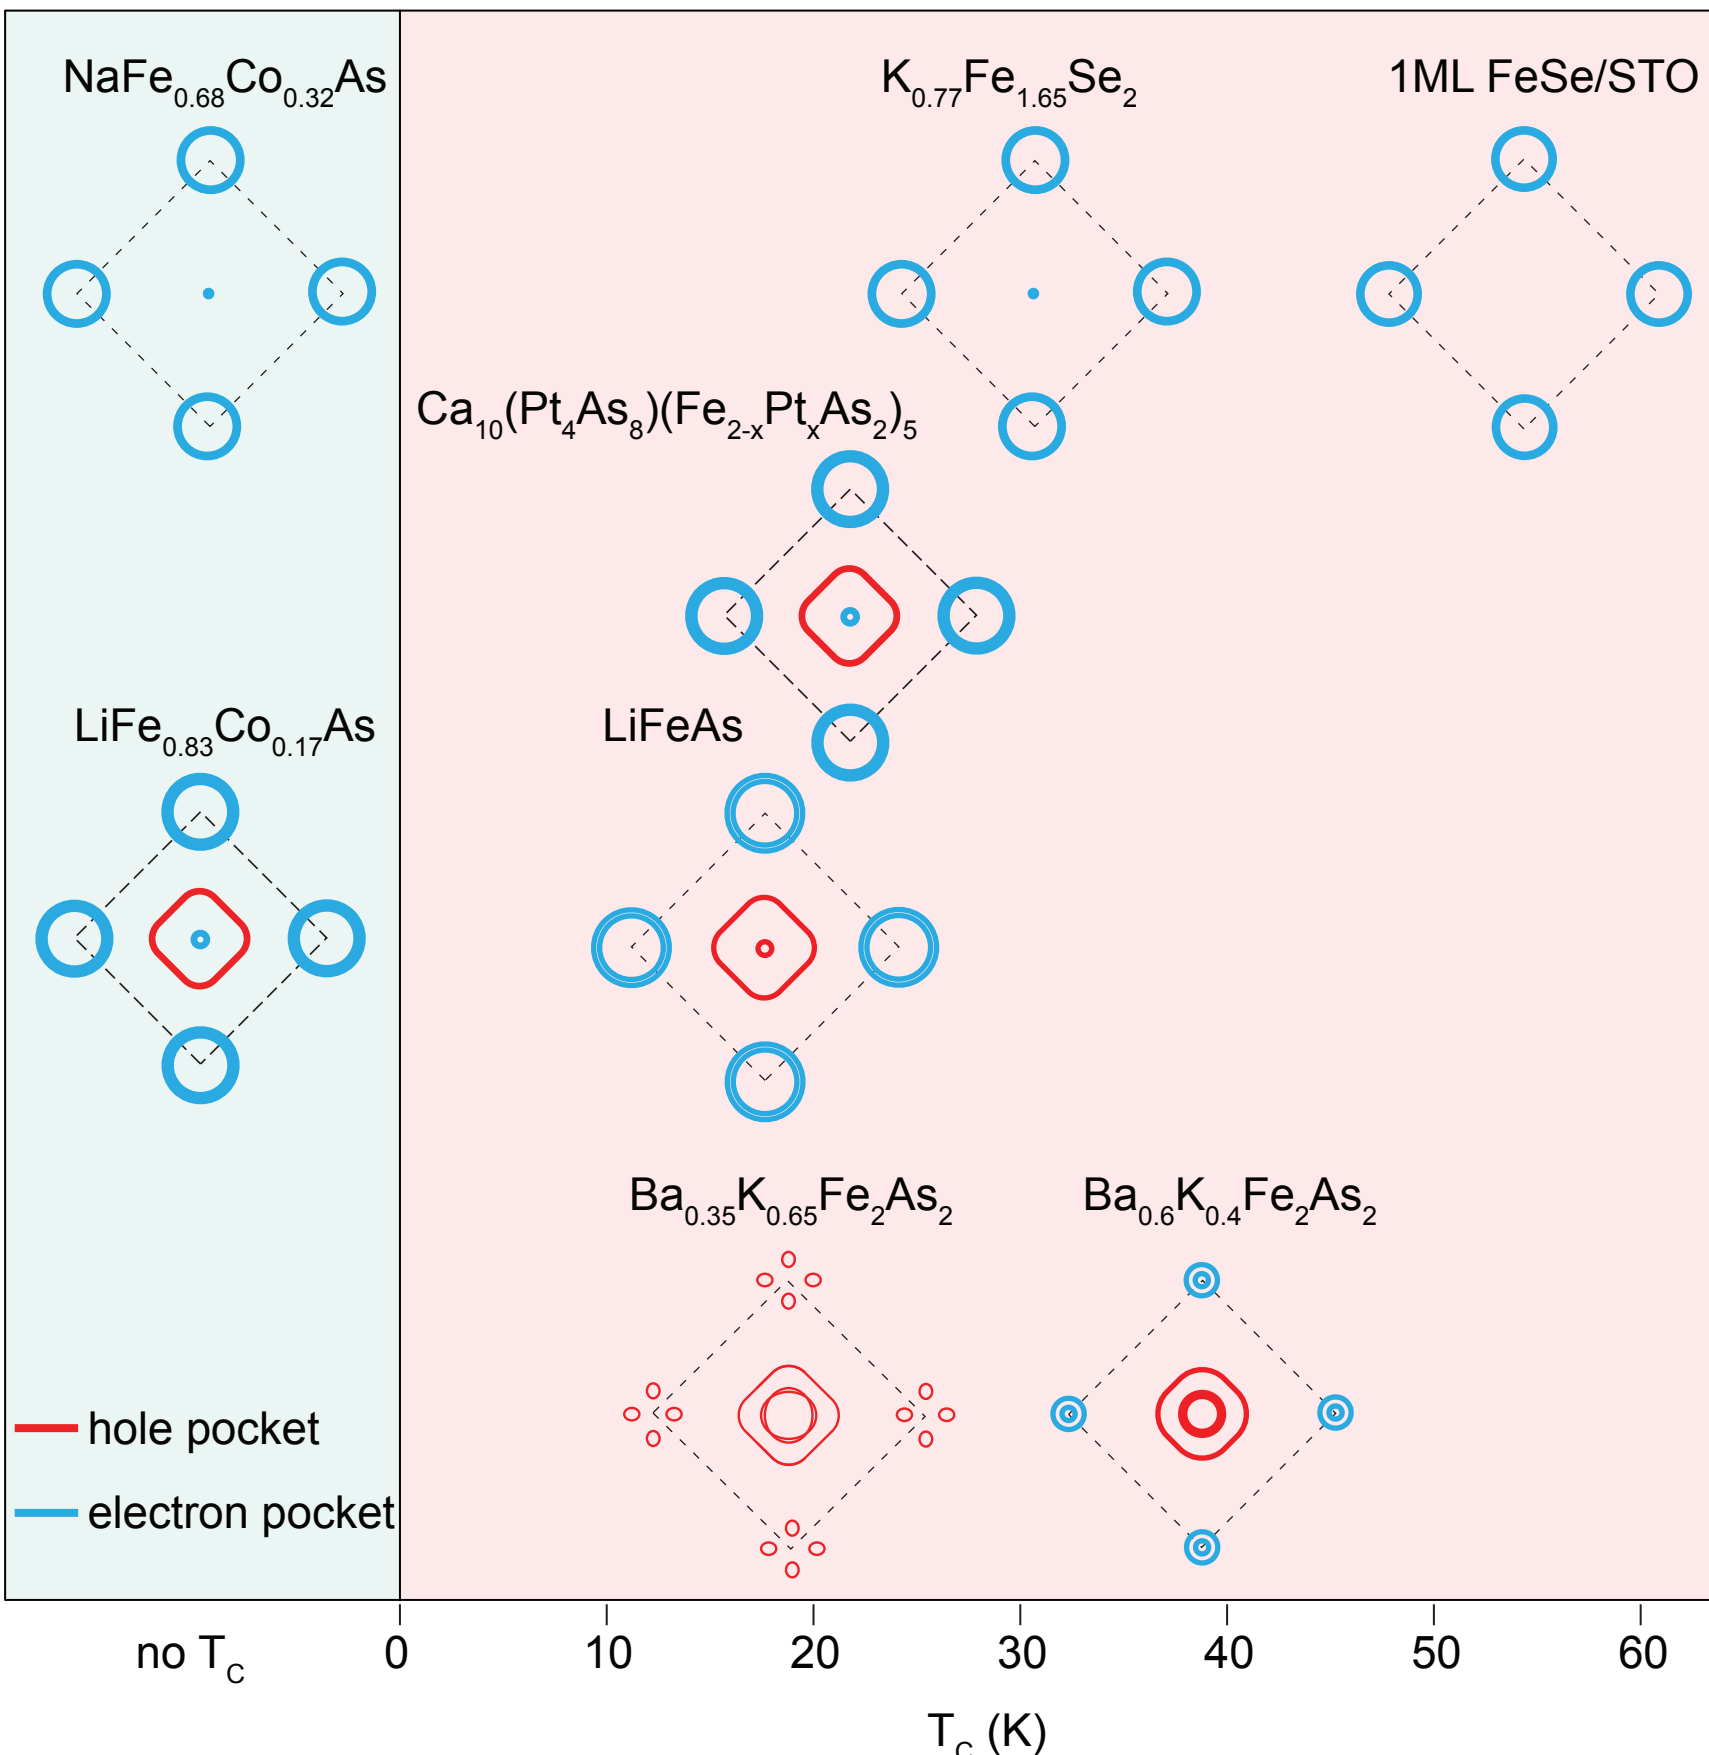 NaFe0.68Co0.32As
K0.77Fe1.65Se2
1ML FeSe/STO
Ca10(Pt4As8)(Fe2-xPtxAs2)5
LiFe0.83Co0.17As
LiFeAs
Ba0.35K0.65Fe2As2
Ba0.6K0.4Fe2As2
hole pocket
electron pocket
no TC
0
10
20
30
40
50
60
TC (K)